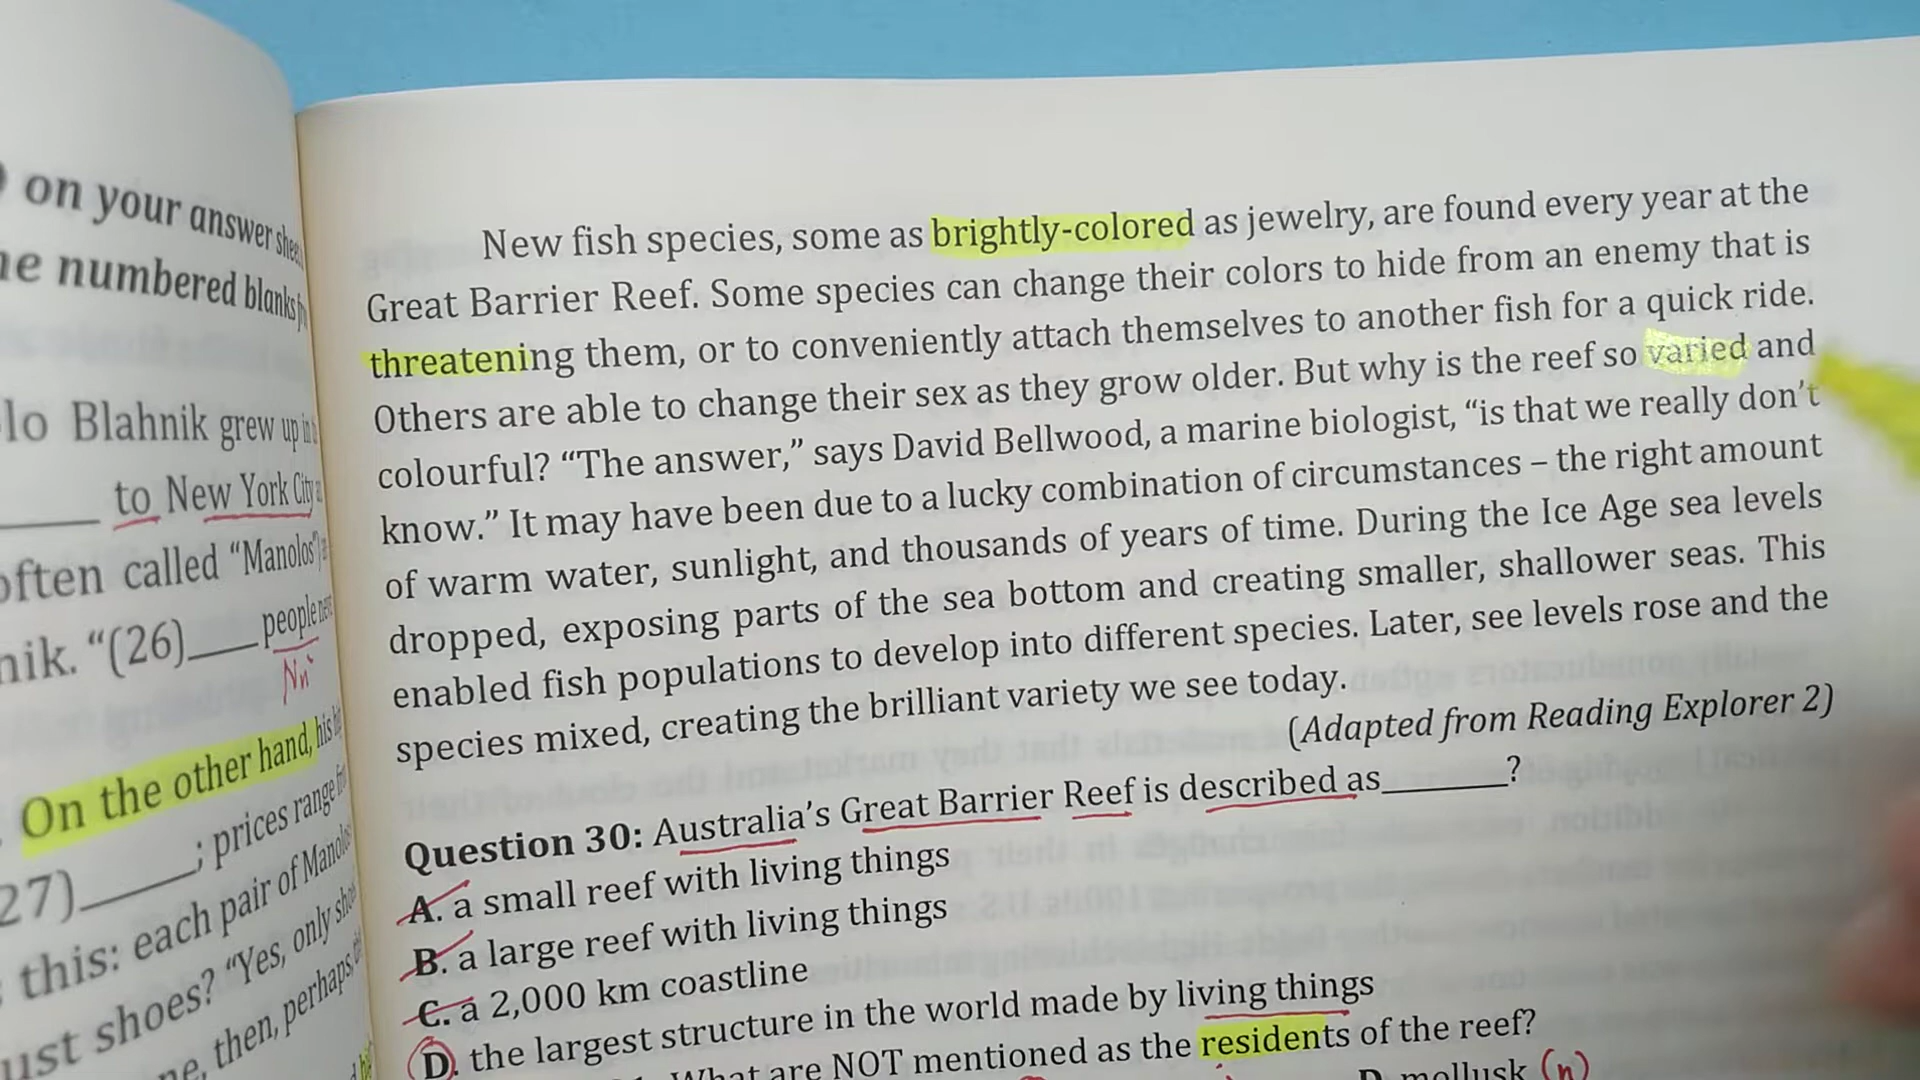 on your answer
numbered blanks
lo Blahnik grew up
to New York City
often called “Manolos”
nik. “(26)____ people
Nn
On the other hand, his
27)_____; prices range
this: each pair of Manolos
ust shoes? “Yes, only
then, perhaps,
New fish species, some as brightly-colored as jewelry, are found every year at the
Great Barrier Reef. Some species can change their colors to hide from an enemy that is
threatening them, or to conveniently attach themselves to another fish for a quick ride.
Others are able to change their sex as they grow older. But why is the reef so varied and
colourful? “The answer,” says David Bellwood, a marine biologist, “is that we really don’t
know.” It may have been due to a lucky combination of circumstances – the right amount
of warm water, sunlight, and thousands of years of time. During the Ice Age sea levels
dropped, exposing parts of the sea bottom and creating smaller, shallower seas. This
enabled fish populations to develop into different species. Later, see levels rose and the
species mixed, creating the brilliant variety we see today.
(Adapted from Reading Explorer 2)
Question 30: Australia’s Great Barrier Reef is described as_______?
A. a small reef with living things
B. a large reef with living things
C. a 2,000 km coastline
D. the largest structure in the world made by living things
What are NOT mentioned as the residents of the reef?
D. mollusk (n)